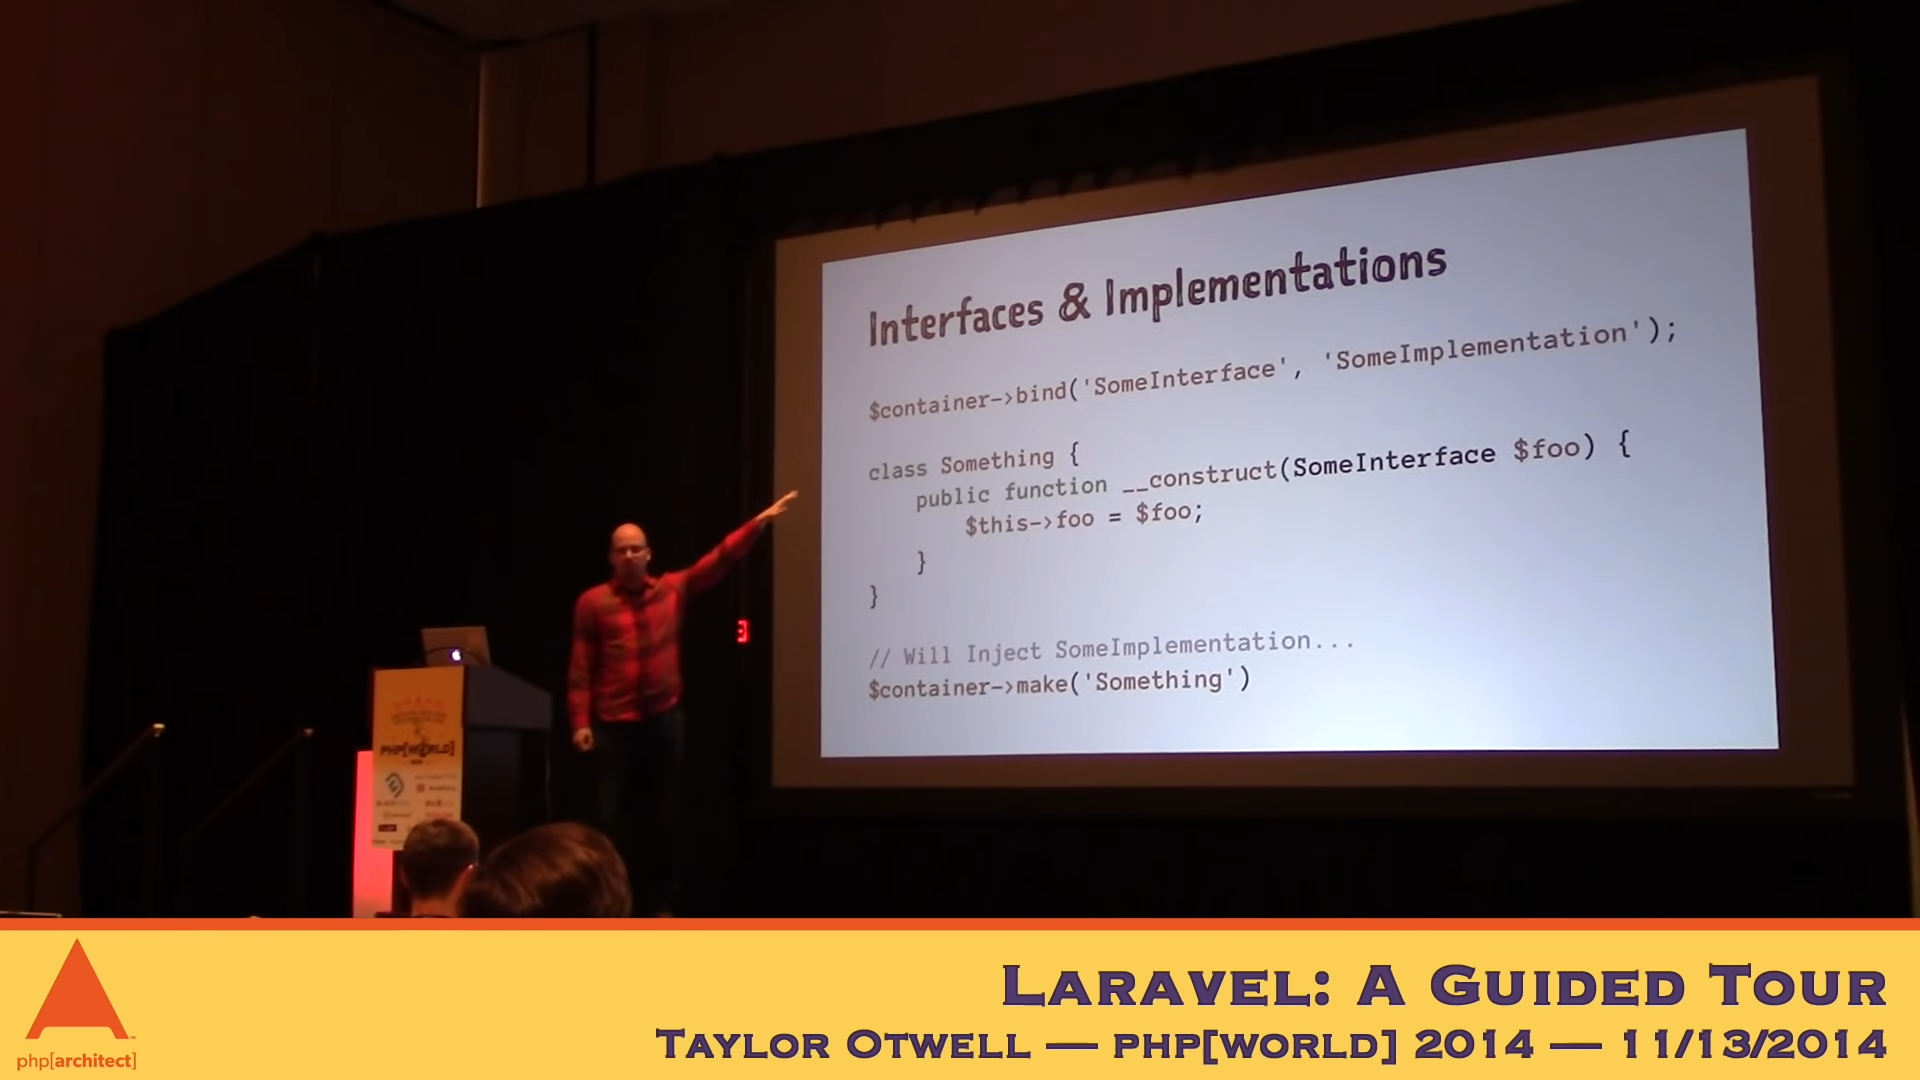 Interfaces & Implementations
$container->bind('SomeInterface', 'SomeImplementation');
class Something {
public function __construct(SomeInterface $foo) {
$this->foo = $foo;
}
}
// Will Inject SomeImplementation...
$container->make('Something')
PHP[WORLD]
LARAVEL: A GUIDED TOUR
TAYLOR OTWELL — PHP[WORLD] 2014 — 11/13/2014
php[architect]